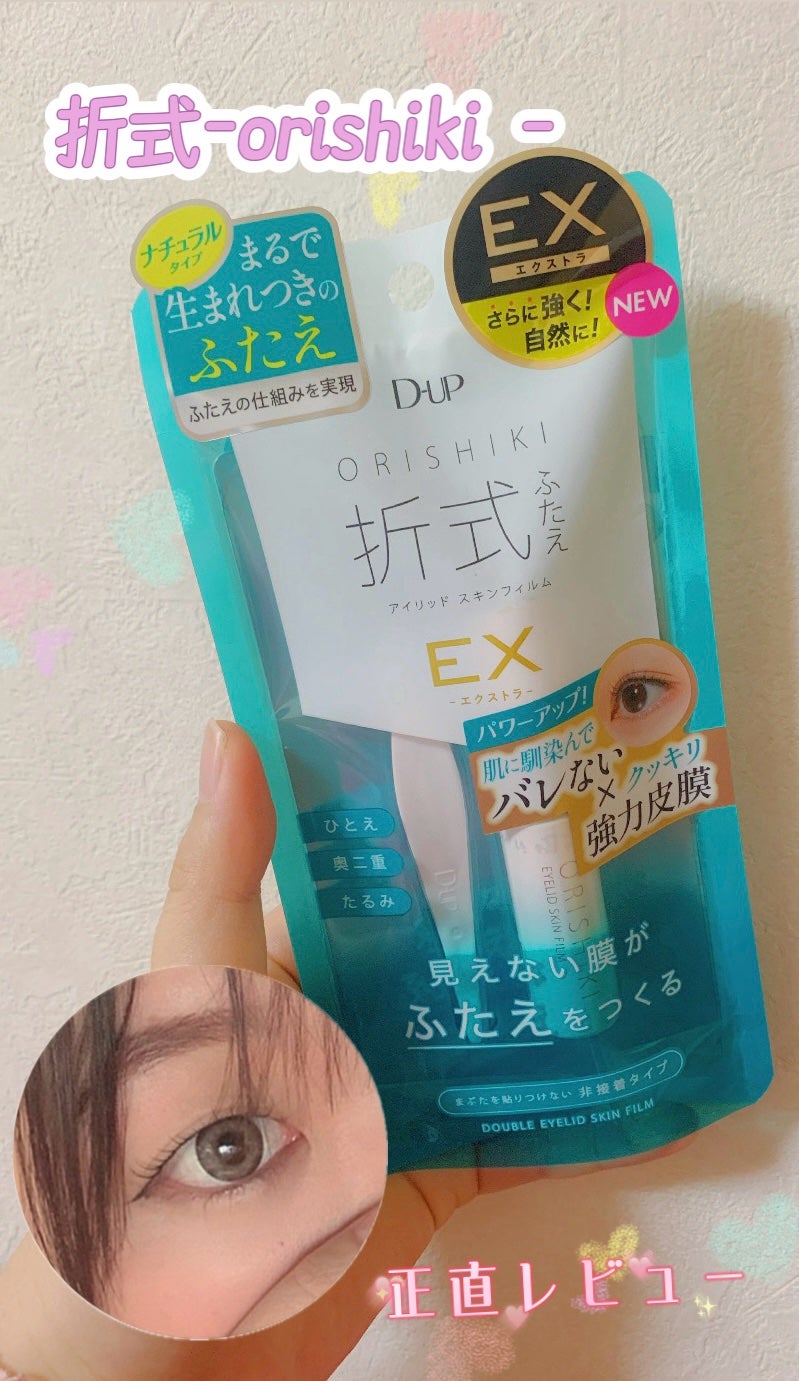 折式-orishiki -
ナチュラル
タイプ
まるで
生まれつきの
ふたえ
ふたえの仕組みを実現
EX
エクストラ
さらに強く!
自然に!
NEW
D-UP
ORISHIKI
折式
ふたえ
アイリッド スキンフィルム
EX
-エクストラ-
パワーアップ!
肌に馴染んで
バレない
×
クッキリ
強力皮膜
ひとえ
奥二重
たるみ
D-UP
ORISHIKI
EYELID SKIN FILM
見えない膜が
ふたえをつくる
まぶたを貼りつけない 非接着タイプ
DOUBLE EYELID SKIN FILM
正直レビュー